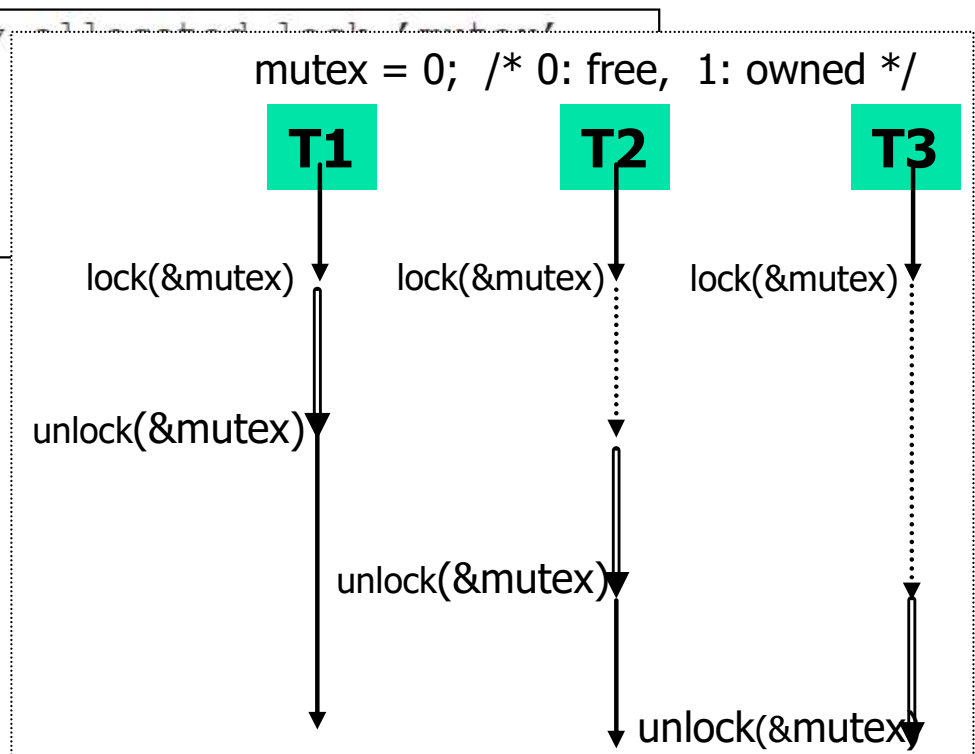 mutex = 0; /* 0: free, 1: owned */
T1 T2 T3
lock(&mutex) lock(&mutex) lock(&mutex)
unlock(&mutex)
unlock(&mutex)
unlock(&mutex)